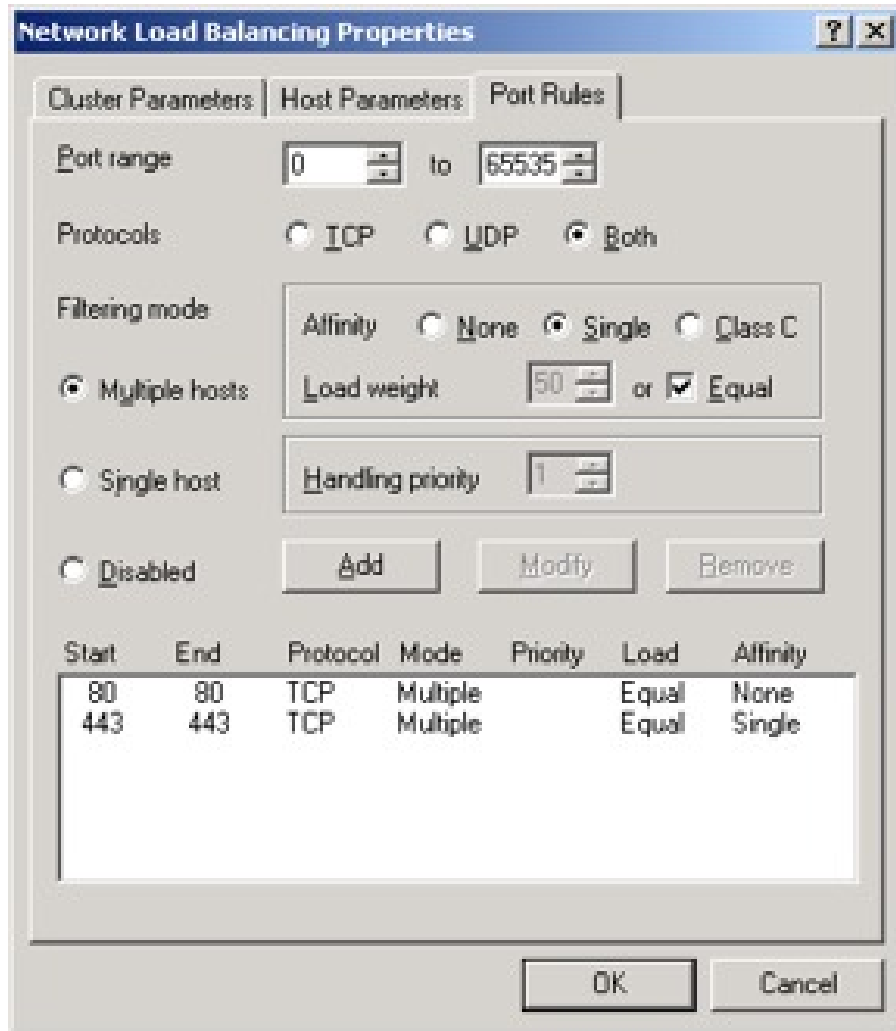 Network Load Balancing Properties
Cluster Parameters Host Parameters Port Rules
Port range 0 to 65535
Protocols TCP UDP Both
Filtering mode
Affinity None Single Class C
Multiple hosts Load weight 50 or Equal
Single host Handling priority 1
Disabled Add Modify Remove
Start End Protocol Mode Priority Load Affinity
80 80 TCP Multiple Equal None
443 443 TCP Multiple Equal Single
OK Cancel